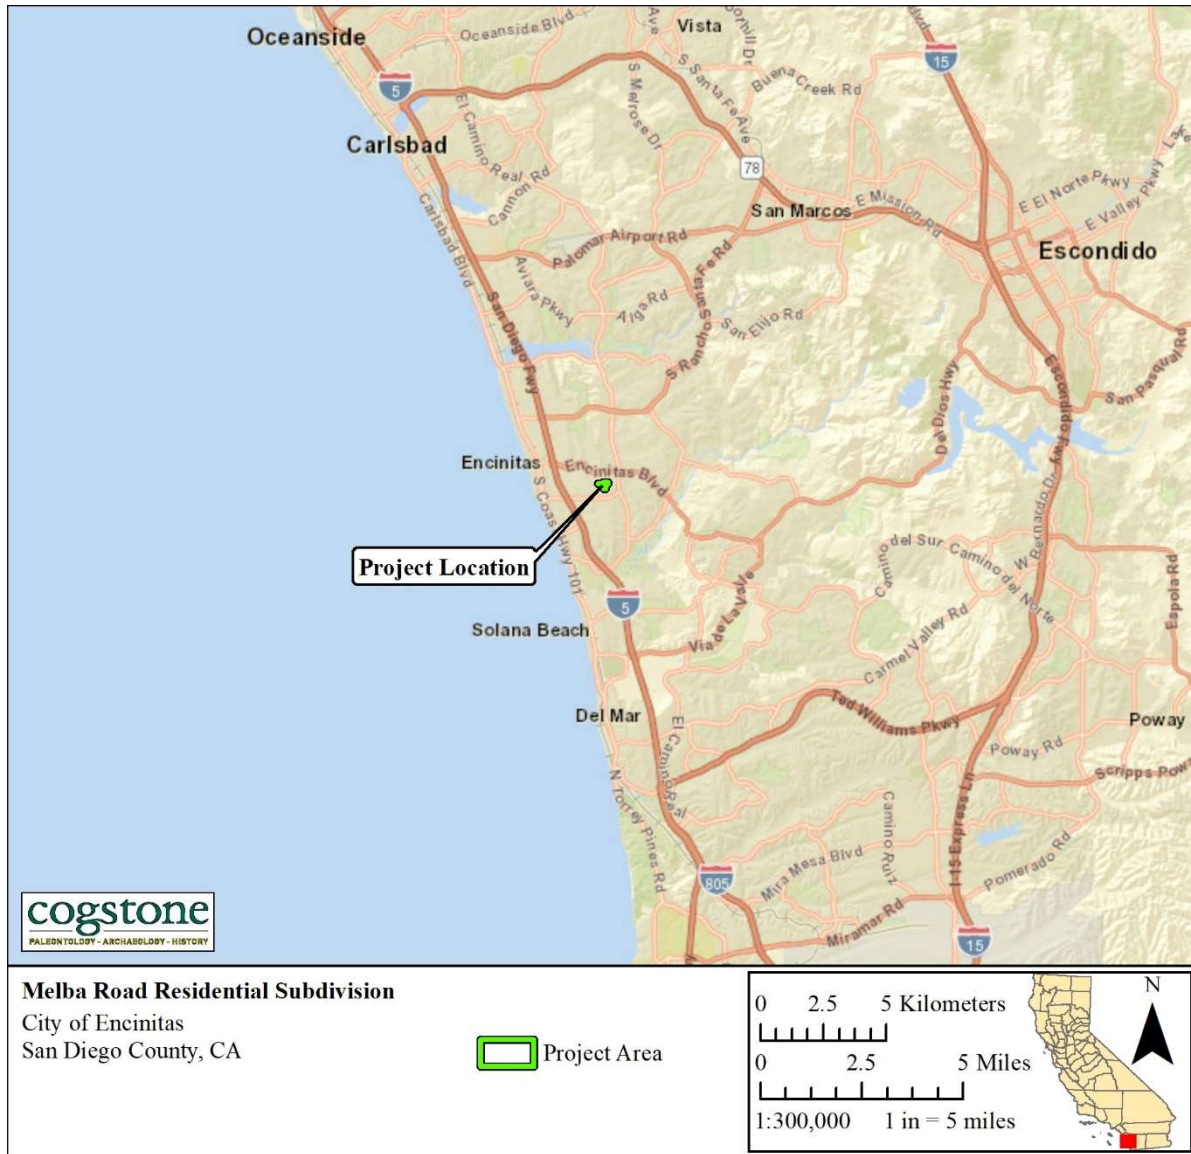 Oceanside
Oceanside Blvd
Vista
Buena Creek Rd
15
5
El Camino Real
S Melrose Dr
S Santa Fe Ave
Carlsbad
Cannon Rd
78
E El Norte Pkwy
E Valley Pkwy
San Marcos
E Mission Rd
Carlsbad Blvd
Palomar Airport Rd
Escondido
Aviara Pkwy
Alga Rd
S Rancho Santa Fe Rd
San Elijo Rd
San Diego Fwy
Escondido Fwy
San Pasqual Rd
Del Dios Hwy
Encinitas
Encinitas Blvd
S Coast Hwy 101
Project Location
W Bernardo Dr
Camino del Sur
Camino del Norte
Espola Rd
5
Solana Beach
Via de La Valle
Carmel Valley Rd
Del Mar
El Camino Real
Ted Williams Pkwy
Poway
Poway Rd
Scripps Pow
N Torrey Pines Rd
Camino Ruiz
I 15 Express Ln
Mira Mesa Blvd
Pomerado Rd
805
Miramar Rd
15
cogstone
PALEONTOLOGY - ARCHAEOLOGY - HISTORY
Melba Road Residential Subdivision
City of Encinitas
San Diego County, CA
Project Area
0 2.5 5 Kilometers
0 2.5 5 Miles
1:300,000 1 in = 5 miles
N